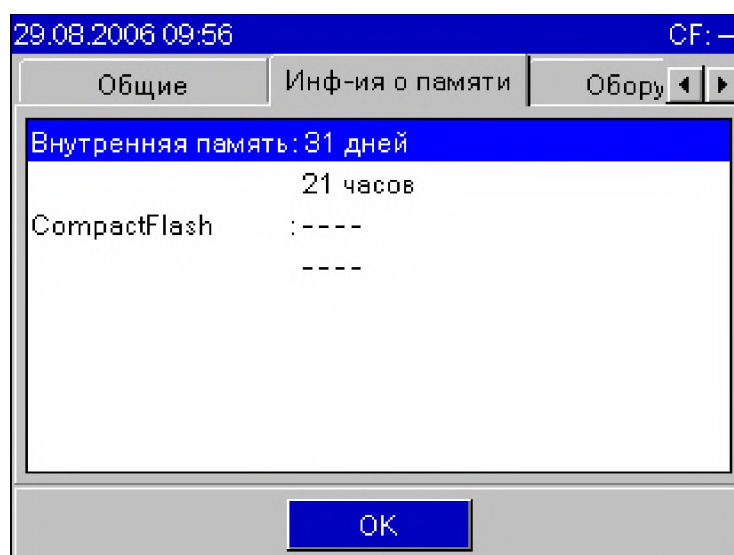 29.08.2006 09:56 CF: –
Общие Инф-ия о памяти Обору
Внутренняя память: 31 дней
21 часов
CompactFlash : ----
----
OK